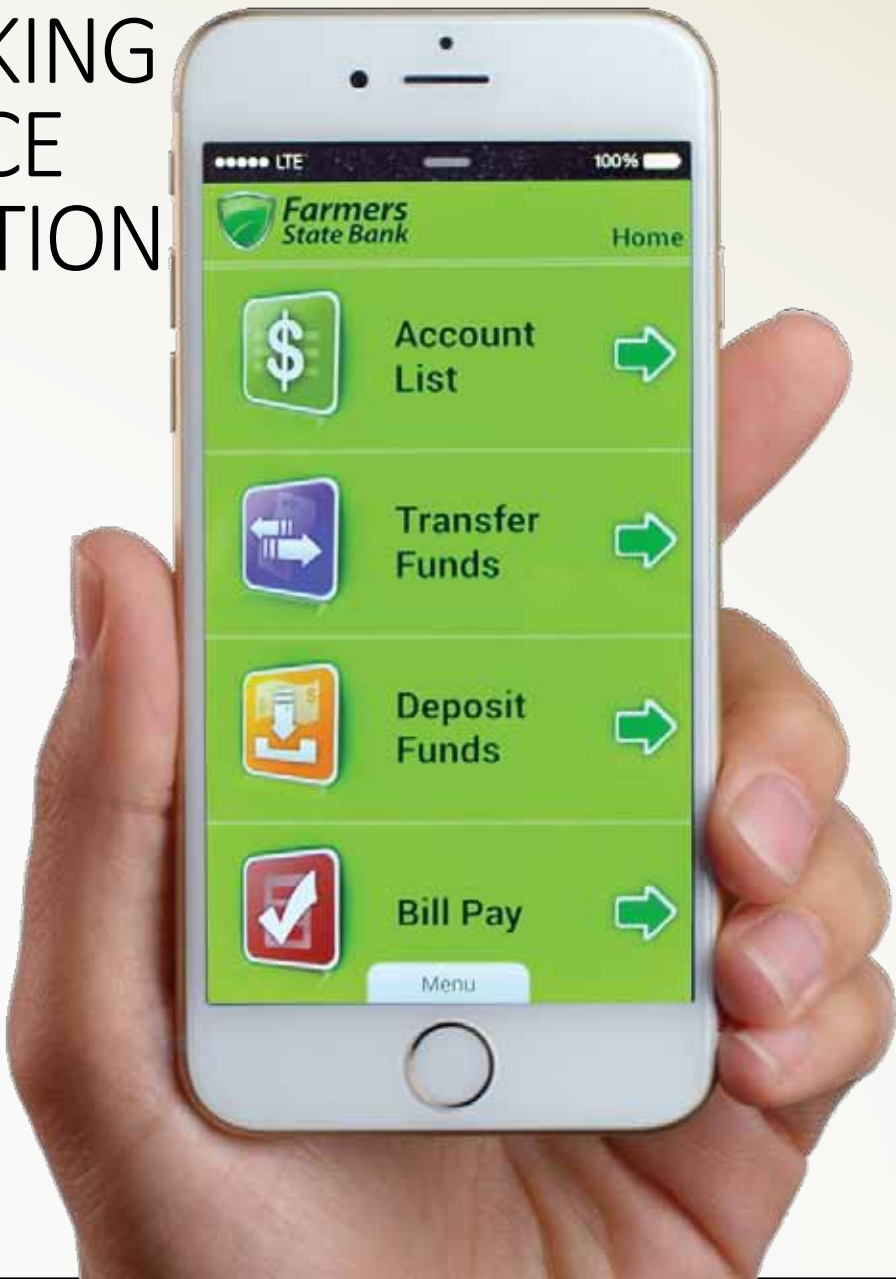 KING
CE
TION
LTE
100%
Farmers
State Bank
Home
$
Account
List
Transfer
Funds
Deposit
Funds
Bill Pay
Menu